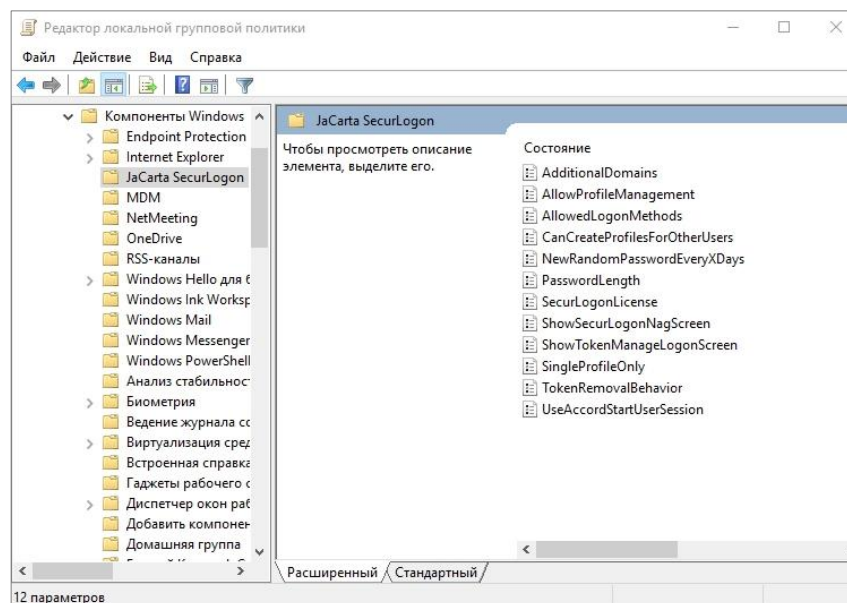 Редактор локальной групповой политики
Файл Действие Вид Справка
Компоненты Windows
Endpoint Protection
Internet Explorer
JaCarta SecurLogon
MDM
NetMeeting
OneDrive
RSS-каналы
Windows Hello для б
Windows Ink Worksp
Windows Mail
Windows Messenger
Windows PowerShell
Анализ стабильнос
Биометрия
Ведение журнала со
Виртуализация сред
Встроенная справка
Гаджеты рабочего с
Диспетчер окон раб
Добавить компонен
Домашняя группа
JaCarta SecurLogon
Чтобы просмотреть описание
элемента, выделите его.
Состояние
AdditionalDomains
AllowProfileManagement
AllowedLogonMethods
CanCreateProfilesForOtherUsers
NewRandomPasswordEveryXDays
PasswordLength
SecurLogonLicense
ShowSecurLogonNagScreen
ShowTokenManageLogonScreen
SingleProfileOnly
TokenRemovalBehavior
UseAccordStartUserSession
Расширенный Стандартный
12 параметров